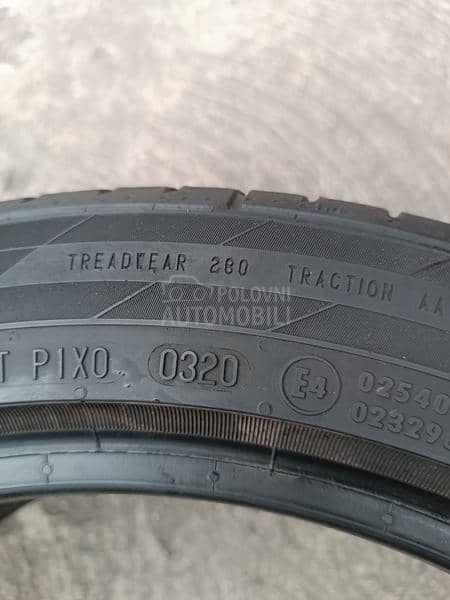 TREADWEAR 280 TRACTION AA
POLOVNI
AUTOMOBILI
T P1X0 0320 E4 02540
02329